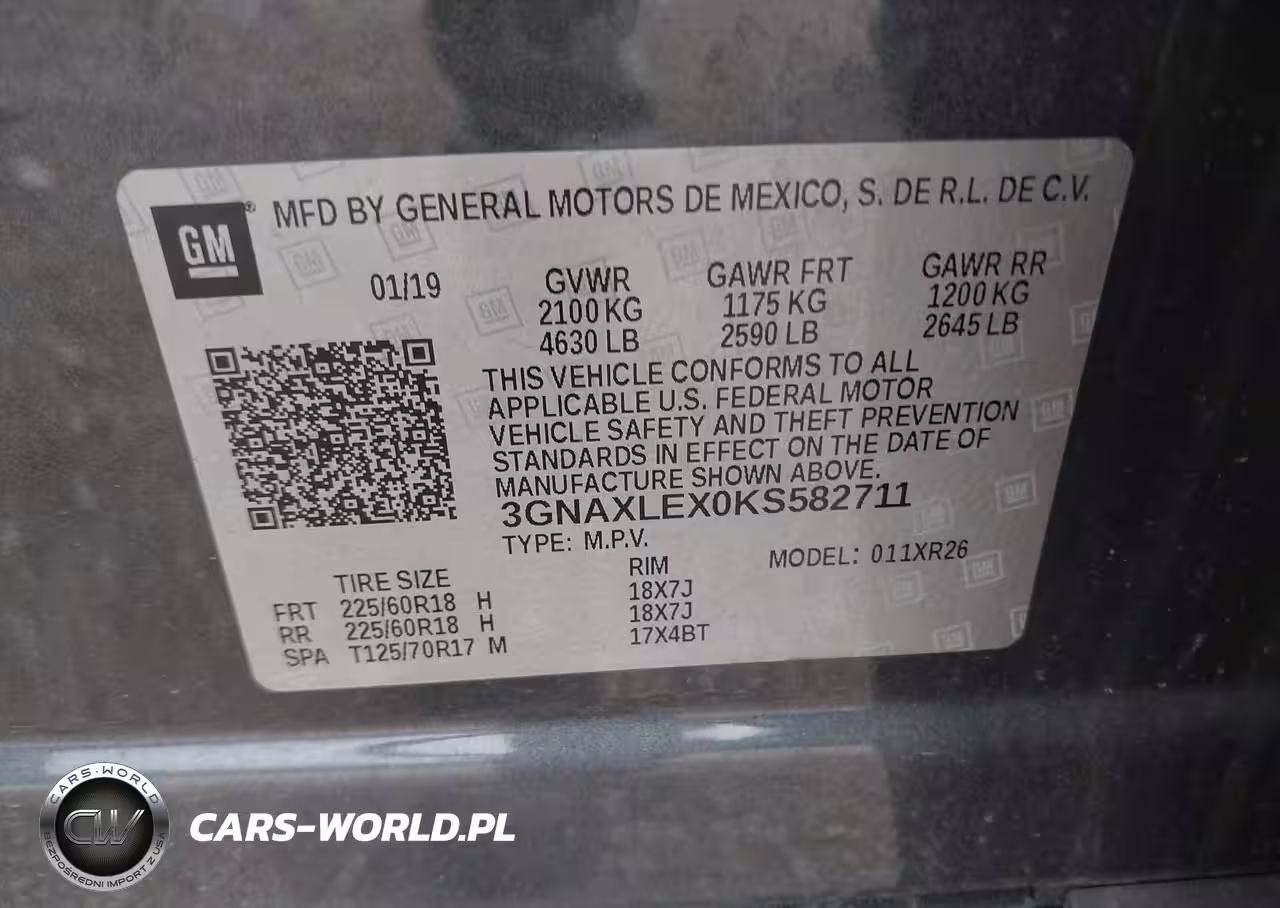 GM® MFD BY GENERAL MOTORS DE MEXICO, S. DE R.L. DE C.V.
01/19
GVWR GAWR FRT GAWR RR
2100 KG 1175 KG 1200 KG
4630 LB 2590 LB 2645 LB
THIS VEHICLE CONFORMS TO ALL
APPLICABLE U.S. FEDERAL MOTOR
VEHICLE SAFETY AND THEFT PREVENTION
STANDARDS IN EFFECT ON THE DATE OF
MANUFACTURE SHOWN ABOVE.
3GNAXLEX0KS582711
TYPE: M.P.V. MODEL: 011XR26
TIRE SIZE RIM
FRT 225/60R18 H 18X7J
RR 225/60R18 H 18X7J
SPA T125/70R17 M 17X4BT
CARS-WORLD
CW
BEZPOŚREDNI IMPORT Z USA
CARS-WORLD.PL